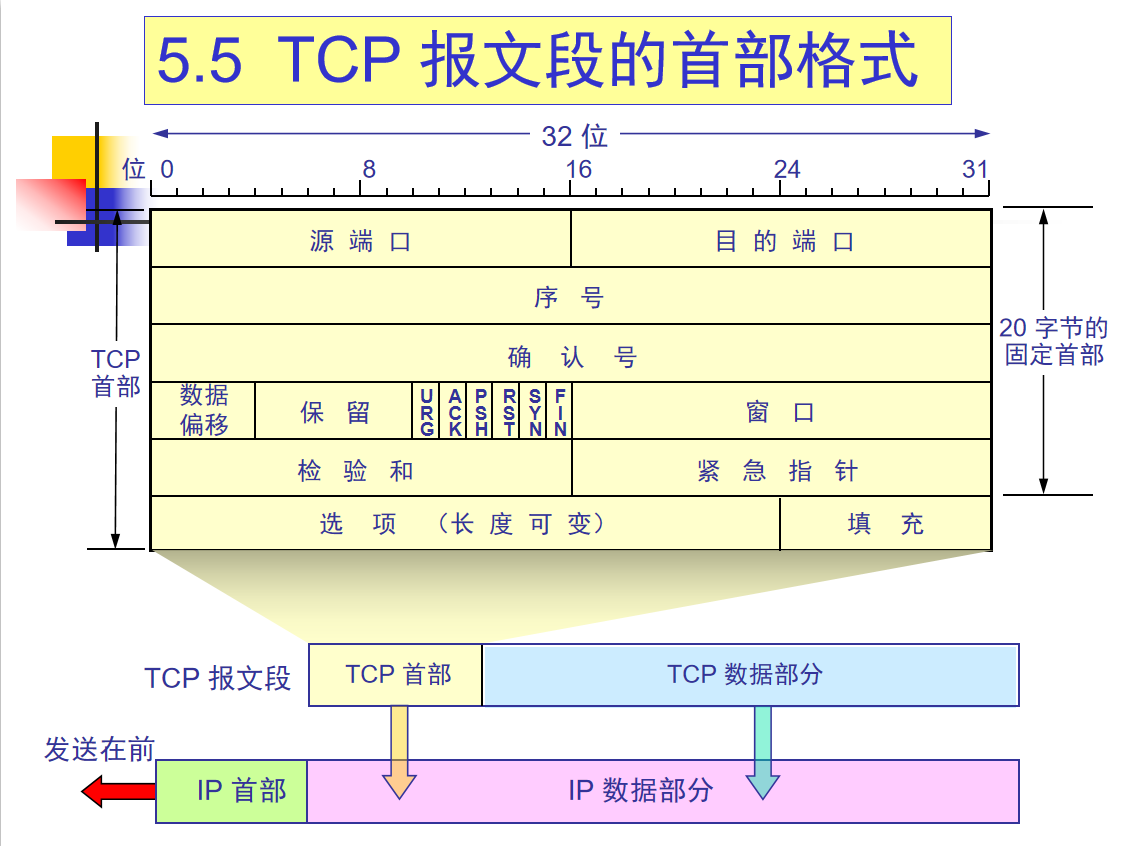 5.5 TCP 报文段的首部格式
32 位
位 0 8 16 24 31
源 端 口 目 的 端 口
序 号
确 认 号
TCP
首部
20 字节的
固定首部
数据
偏移
保 留
URG
ACK
PSH
RST
SYN
FIN
窗 口
检 验 和 紧 急 指 针
选 项 （长 度 可 变） 填 充
TCP 报文段 TCP 首部 TCP 数据部分
发送在前
IP 首部 IP 数据部分